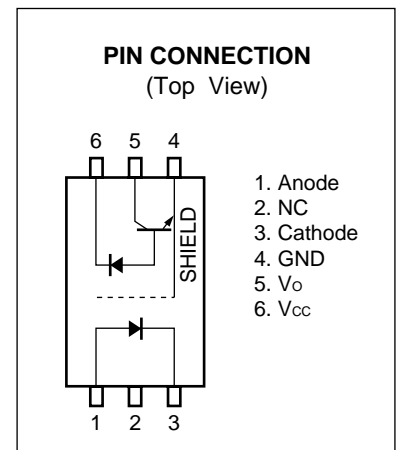 PIN CONNECTION
(Top View)
6 5 4
SHIELD
1 2 3
1. Anode
2. NC
3. Cathode
4. GND
5. Vo
6. Vcc